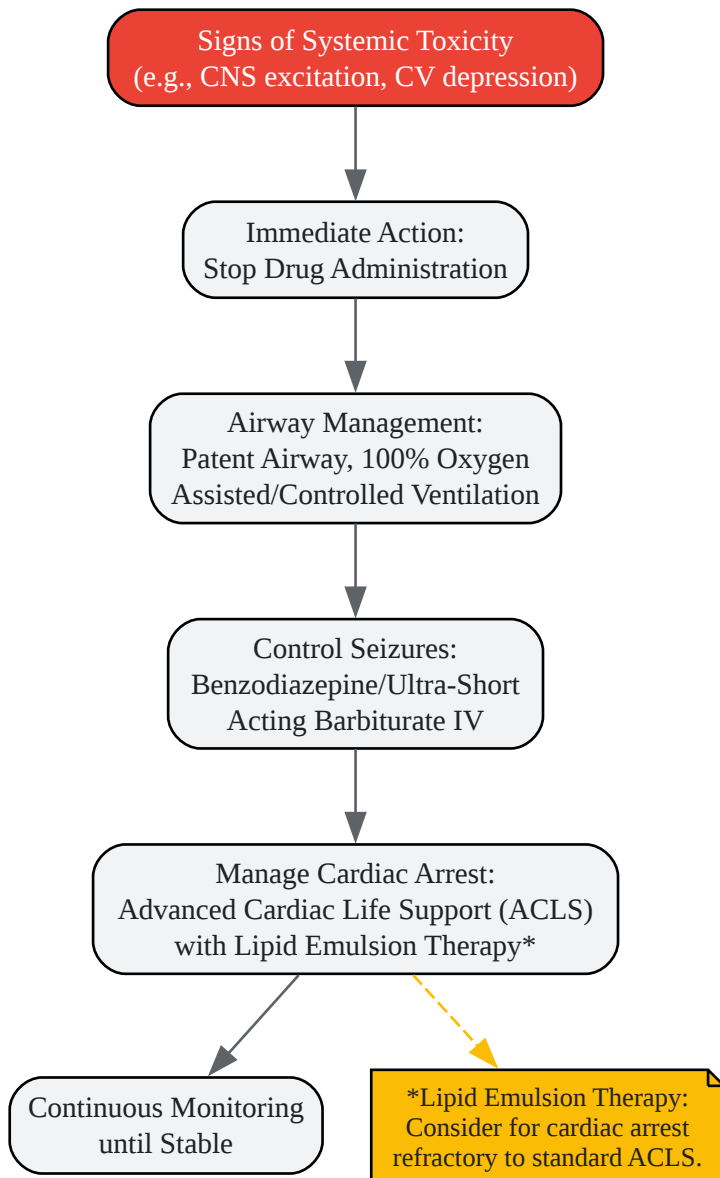 Signs of Systemic Toxicity
(e.g., CNS excitation, CV depression)
Immediate Action:
Stop Drug Administration
Airway Management:
Patent Airway, 100% Oxygen
Assisted/Controlled Ventilation
Control Seizures:
Benzodiazepine/Ultra-Short
Acting Barbiturate IV
Manage Cardiac Arrest:
Advanced Cardiac Life Support (ACLS)
with Lipid Emulsion Therapy*
Continuous Monitoring
until Stable
*Lipid Emulsion Therapy:
Consider for cardiac arrest
refractory to standard ACLS.